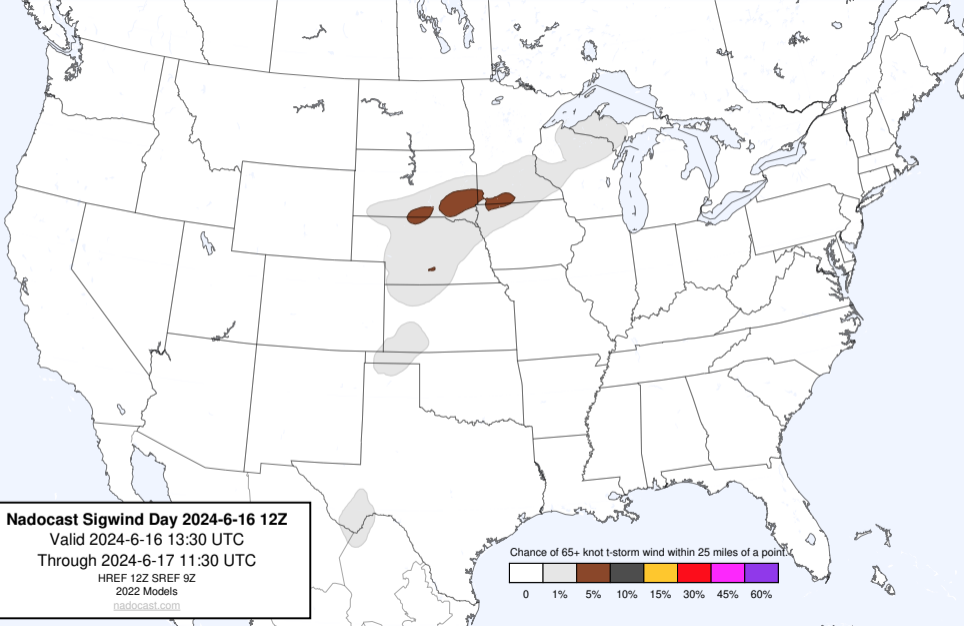 Nadocast Sigwind Day 2024-6-16 12Z
Valid 2024-6-16 13:30 UTC
Through 2024-6-17 11:30 UTC
HREF 12Z SREF 9Z
2022 Models
nadocast.com
Chance of 65+ knot t-storm wind within 25 miles of a point.
0 1% 5% 10% 15% 30% 45% 60%